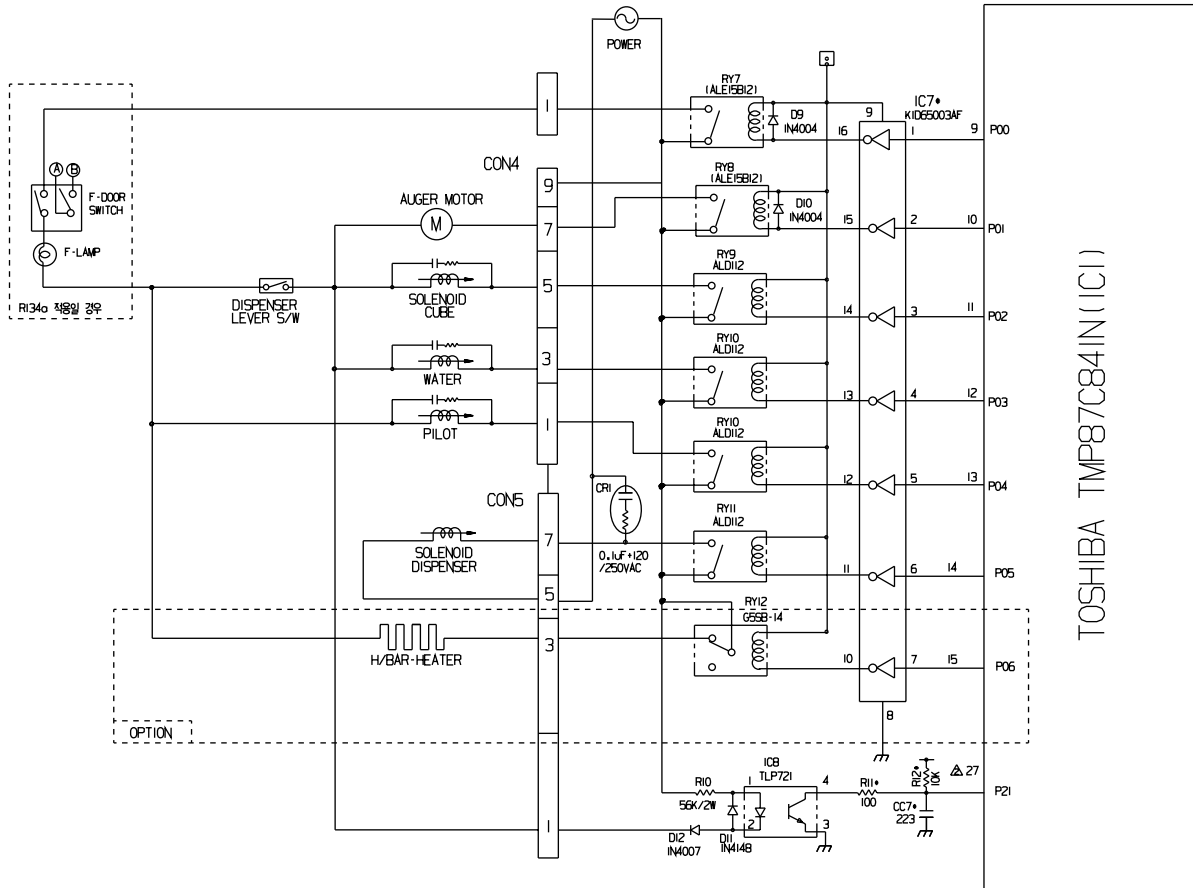 POWER
RY7
(ALE15B12)
D9
1N4004
9
IC7*
KID65003AF
16
1
9
P00
1
CON4
A
B
F-DOOR
SWITCH
F-LAMP
R134a 적용일 경우
AUGER MOTOR
M
9
7
RY8
(ALE15B12)
D10
1N4004
15
2
10
P01
DISPENSER
LEVER S/W
SOLENOID
CUBE
5
RY9
ALD112
14
3
11
P02
WATER
3
RY10
ALD112
13
4
12
P03
PILOT
1
RY10
ALD112
12
5
13
P04
CON5
CR1
0.1uF+120
/250VAC
SOLENOID
DISPENSER
7
5
RY11
ALD112
11
6
14
P05
H/BAR-HEATER
3
RY12
G5SB-14
10
7
15
P06
8
OPTION
1
R10
56K/2W
D12
1N4007
D11
1N4148
IC8
TLP721
1
2
4
3
R11*
100
R12*
10K
CC7*
223
27
P21
TOSHIBA TMP87C841N(IC1)